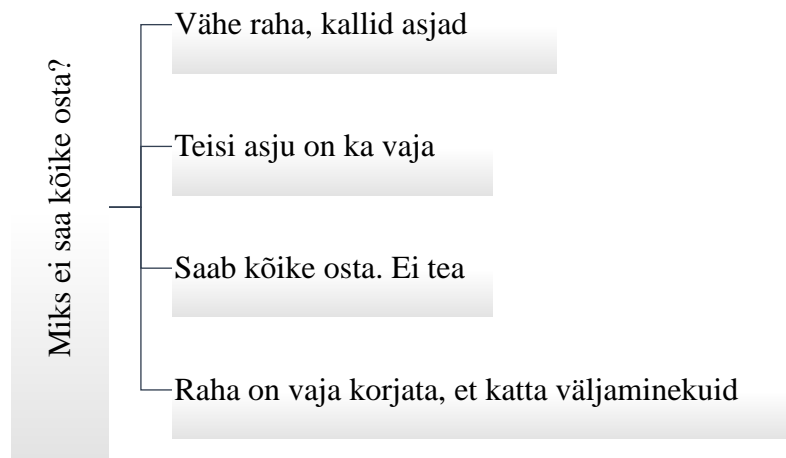 Miks ei saa kõike osta?
Vähe raha, kallid asjad
Teisi asju on ka vaja
Saab kõike osta. Ei tea
Raha on vaja korjata, et katta väljaminekuid